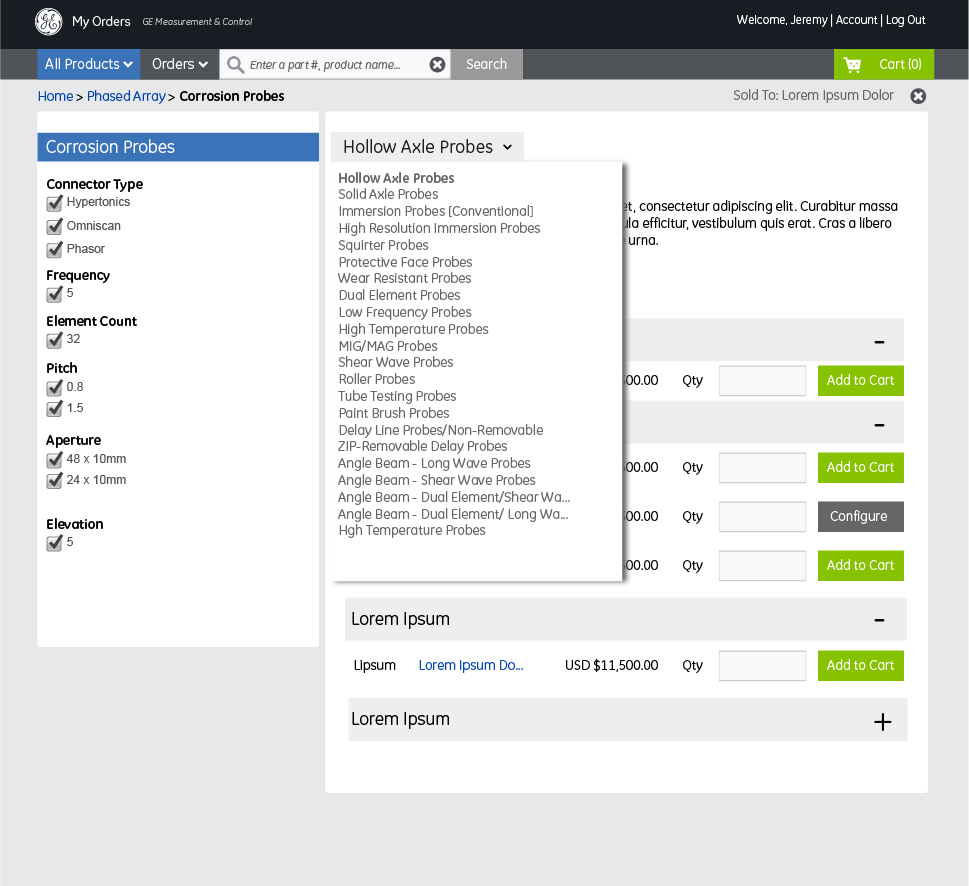 GE My Orders GE Measurement & Control Welcome, Jeremy | Account | Log Out
All Products Orders Enter a part #, product name... Search Cart (0)
Home > Phased Array > Corrosion Probes Sold To: Lorem Ipsum Dolor
Corrosion Probes
Connector Type
Hypertonics
Omniscan
Phasor
Frequency
5
Element Count
32
Pitch
0.8
1.5
Aperture
48 x 10mm
24 x 10mm
Elevation
5
Hollow Axle Probes
Hollow Axle Probes
Solid Axle Probes
Immersion Probes [Conventional]
High Resolution Immersion Probes
Squirter Probes
Protective Face Probes
Wear Resistant Probes
Dual Element Probes
Low Frequency Probes
High Temperature Probes
MIG/MAG Probes
Shear Wave Probes
Roller Probes
Tube Testing Probes
Paint Brush Probes
Delay Line Probes/Non-Removable
ZIP-Removable Delay Probes
Angle Beam - Long Wave Probes
Angle Beam - Shear Wave Probes
Angle Beam - Dual Element/Shear Wa...
Angle Beam - Dual Element/ Long Wa...
Hgh Temperature Probes
et, consectetur adipiscing elit. Curabitur massa
ula efficitur, vestibulum quis erat. Cras a libero
urna.
00.00 Qty Add to Cart
00.00 Qty Add to Cart
00.00 Qty Configure
00.00 Qty Add to Cart
Lorem Ipsum
Lipsum Lorem Ipsum Do... USD $11,500.00 Qty Add to Cart
Lorem Ipsum